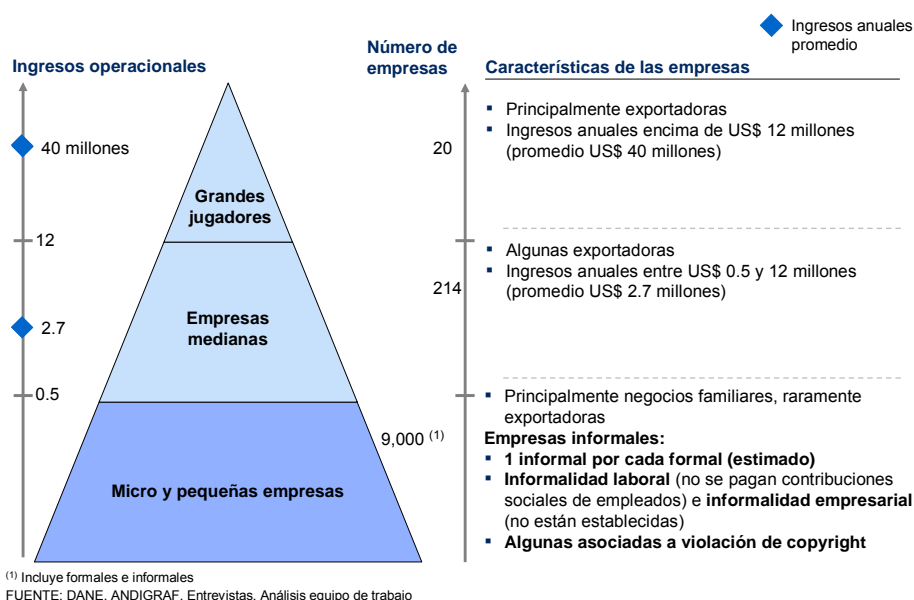 Ingresos anuales
promedio
Ingresos operacionales
Número de
empresas
Características de las empresas
40 millones
12
2.7
0.5
Grandes
jugadores
Empresas
medianas
Micro y pequeñas empresas
20
214
9,000 (1)
▪ Principalmente exportadoras
▪ Ingresos anuales encima de US$ 12 millones
(promedio US$ 40 millones)
▪ Algunas exportadoras
▪ Ingresos anuales entre US$ 0.5 y 12 millones
(promedio US$ 2.7 millones)
▪ Principalmente negocios familiares, raramente
exportadoras
Empresas informales:
▪ 1 informal por cada formal (estimado)
▪ Informalidad laboral (no se pagan contribuciones
sociales de empleados) e informalidad empresarial
(no están establecidas)
▪ Algunas asociadas a violación de copyright
(1) Incluye formales e informales
FUENTE: DANE, ANDIGRAF, Entrevistas, Análisis equipo de trabajo